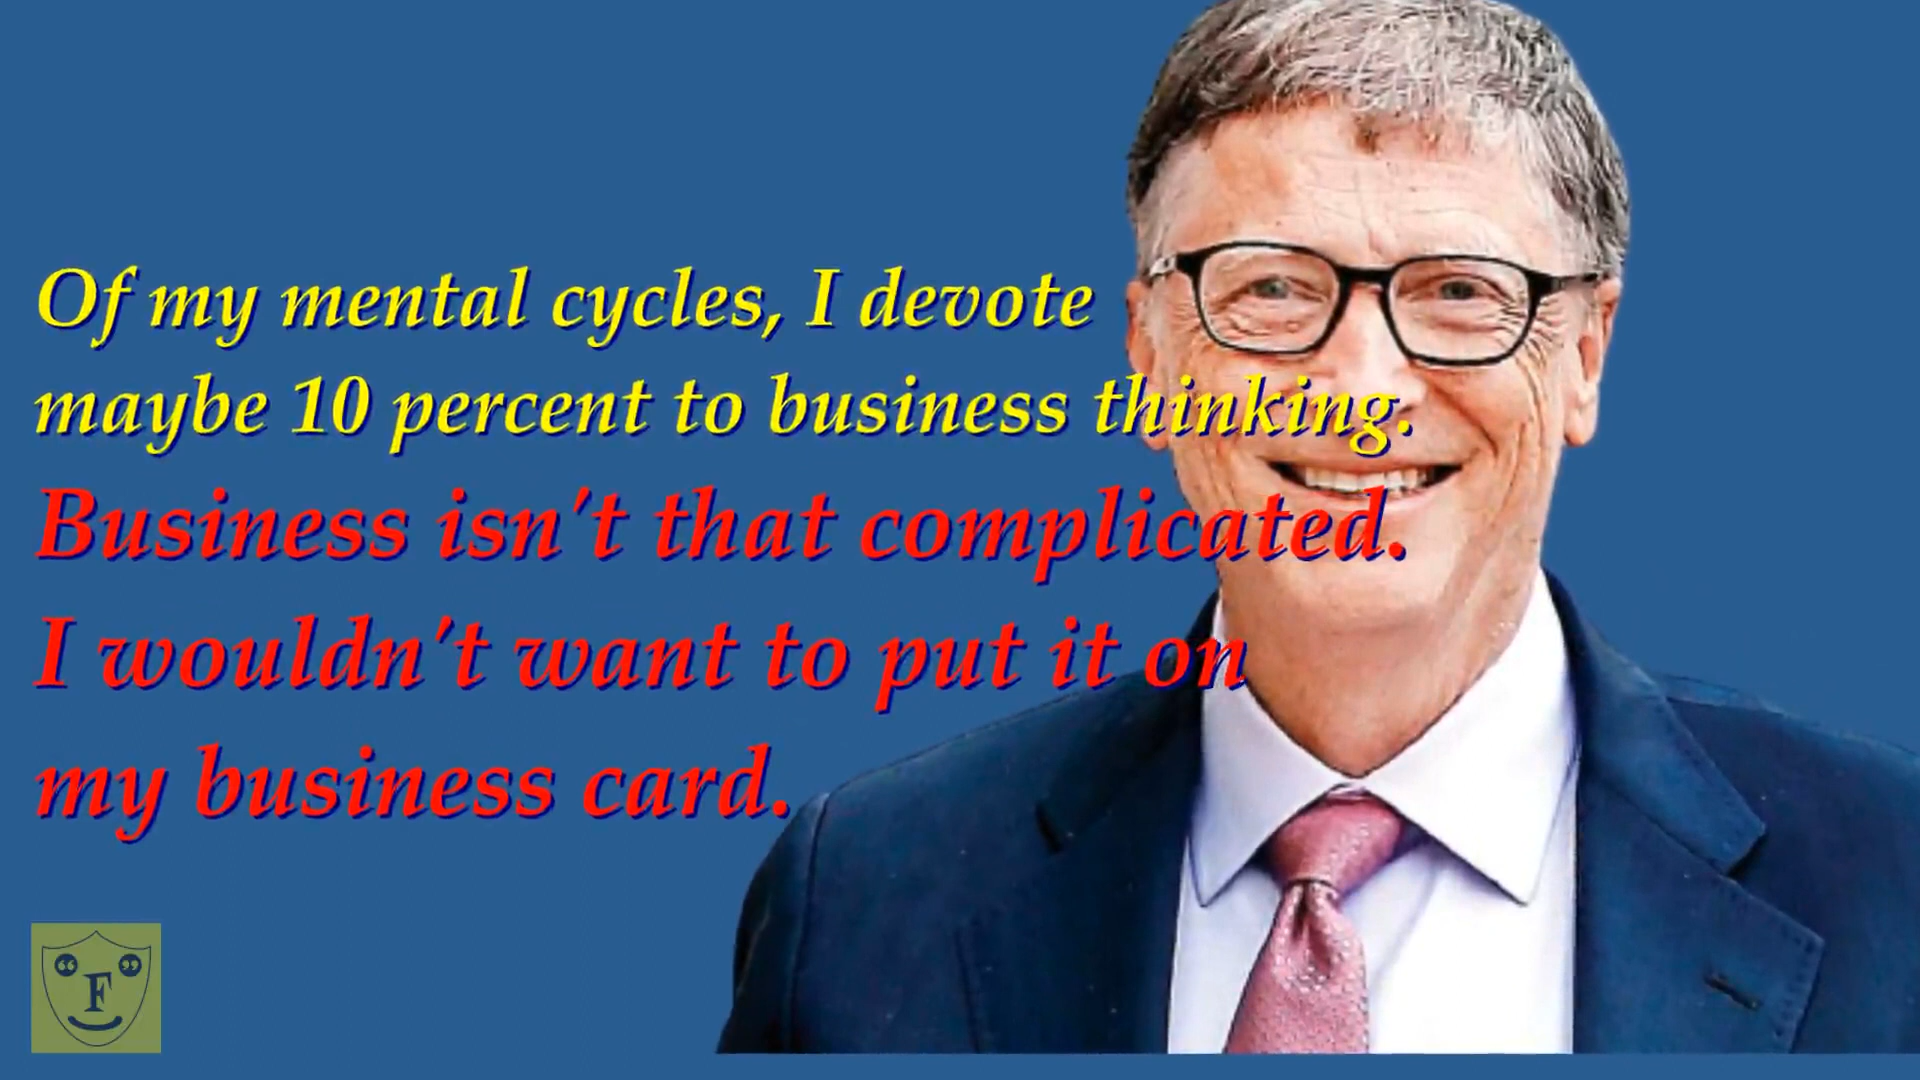 Of my mental cycles, I devote
maybe 10 percent to business thinking.
Business isn't that complicated.
I wouldn't want to put it on
my business card.
“ F ”